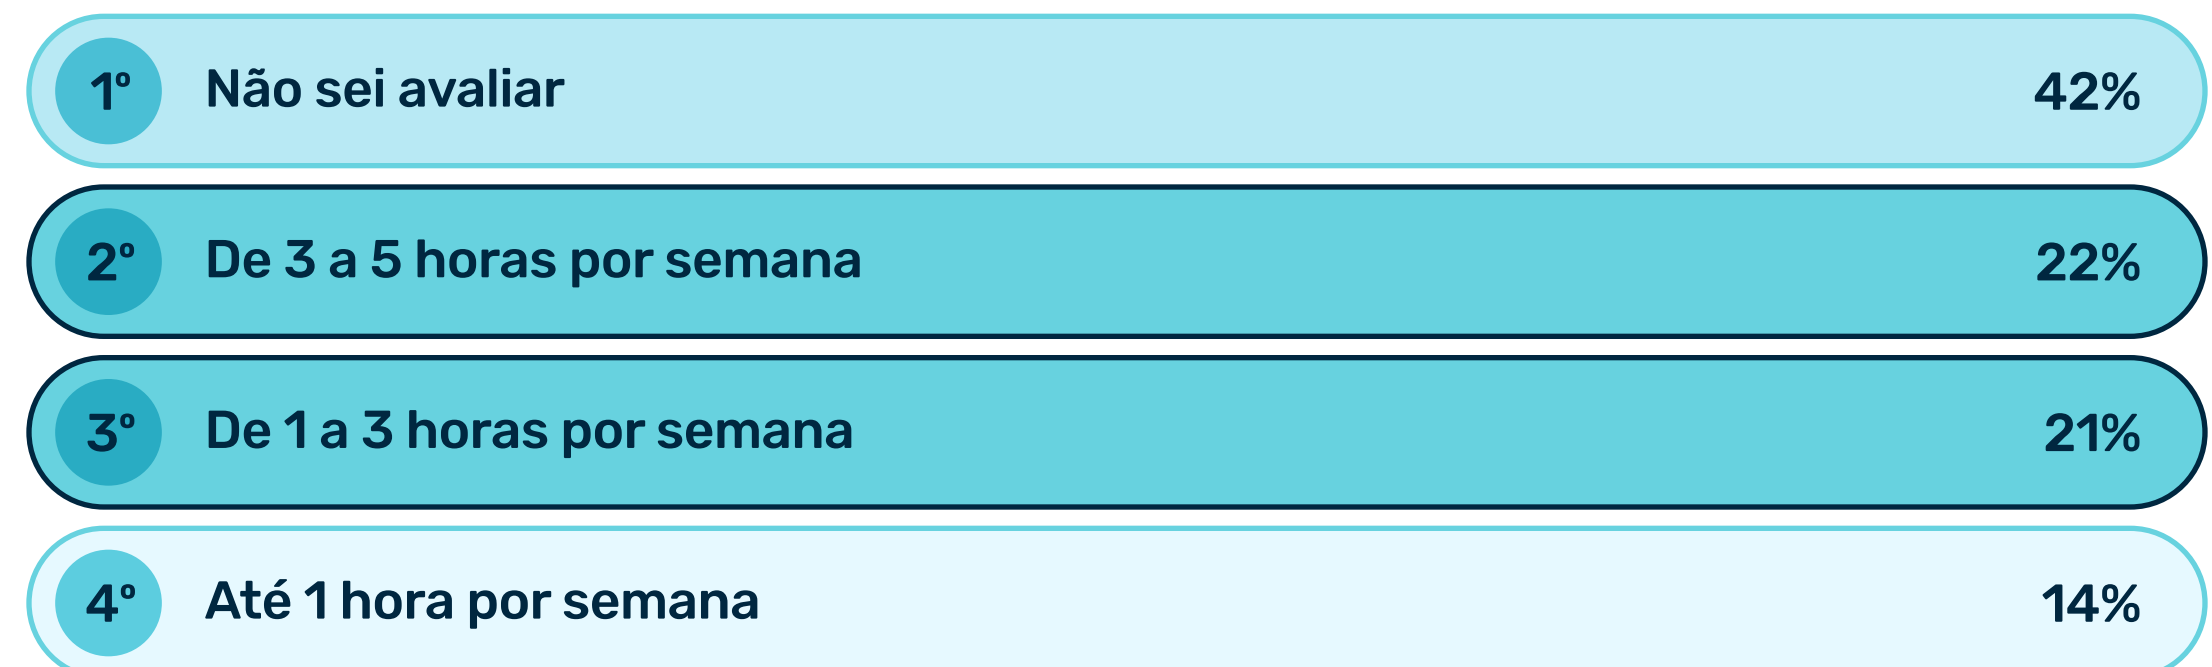 1º Não sei avaliar 42%
2º De 3 a 5 horas por semana 22%
3º De 1 a 3 horas por semana 21%
4º Até 1 hora por semana 14%